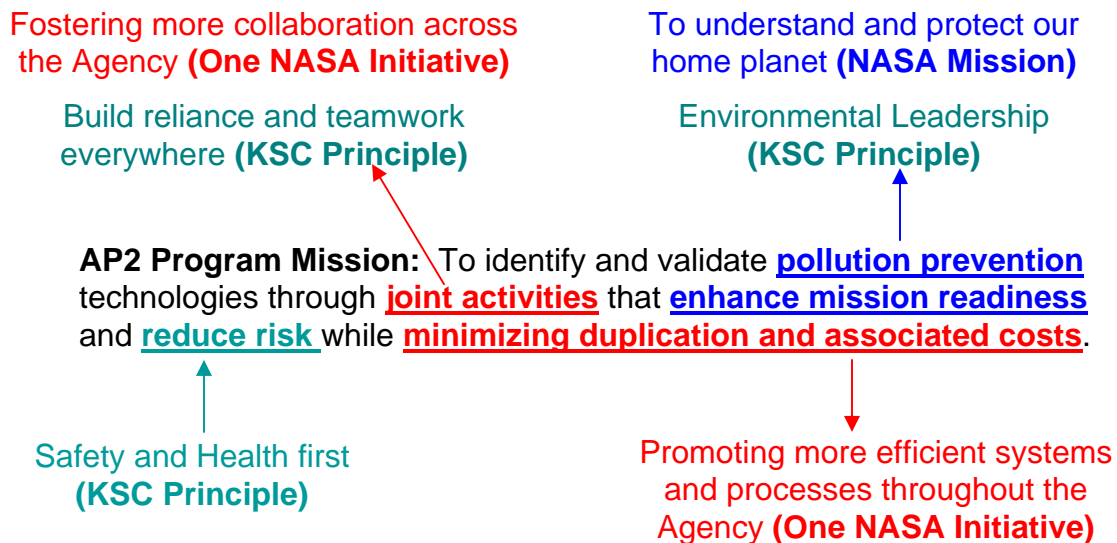 Fostering more collaboration across
the Agency (One NASA Initiative)
To understand and protect our
home planet (NASA Mission)
Build reliance and teamwork
everywhere (KSC Principle)
Environmental Leadership
(KSC Principle)
AP2 Program Mission: To identify and validate pollution prevention
technologies through joint activities that enhance mission readiness
and reduce risk while minimizing duplication and associated costs.
Safety and Health first
(KSC Principle)
Promoting more efficient systems
and processes throughout the
Agency (One NASA Initiative)